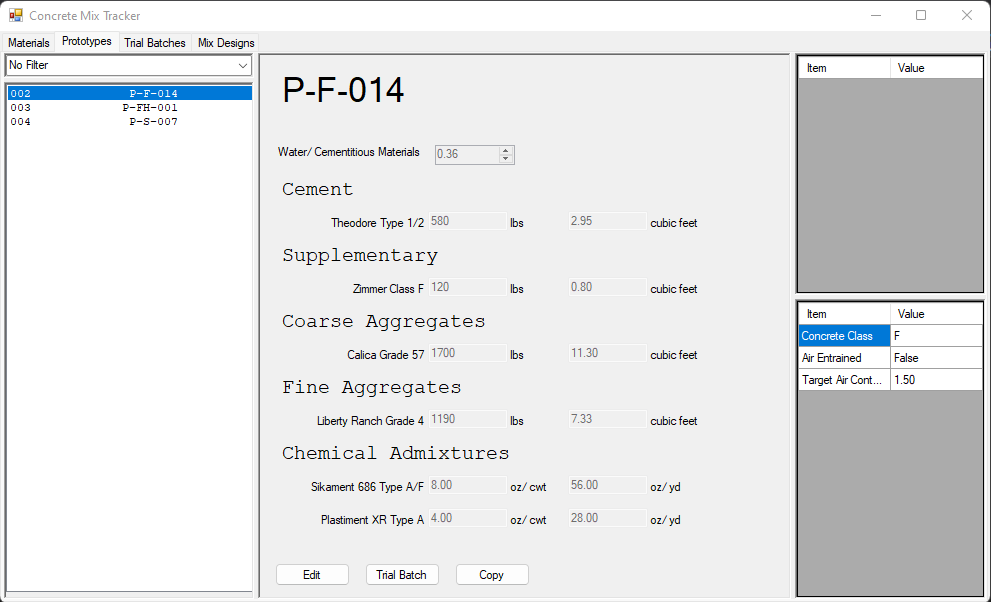 Concrete Mix Tracker
Materials Prototypes Trial Batches Mix Designs
No Filter
002 P-F-014
003 P-FH-001
004 P-S-007
P-F-014
Water/ Cementitious Materials 0.36
Cement
Theodore Type 1/2 580 lbs 2.95 cubic feet
Supplementary
Zimmer Class F 120 lbs 0.80 cubic feet
Coarse Aggregates
Calica Grade 57 1700 lbs 11.30 cubic feet
Fine Aggregates
Liberty Ranch Grade 4 1190 lbs 7.33 cubic feet
Chemical Admixtures
Sikament 686 Type A/F 8.00 oz/ cwt 56.00 oz/ yd
Plastiment XR Type A 4.00 oz/ cwt 28.00 oz/ yd
Edit Trial Batch Copy
Item Value
Item Value
Concrete Class F
Air Entrained False
Target Air Cont... 1.50